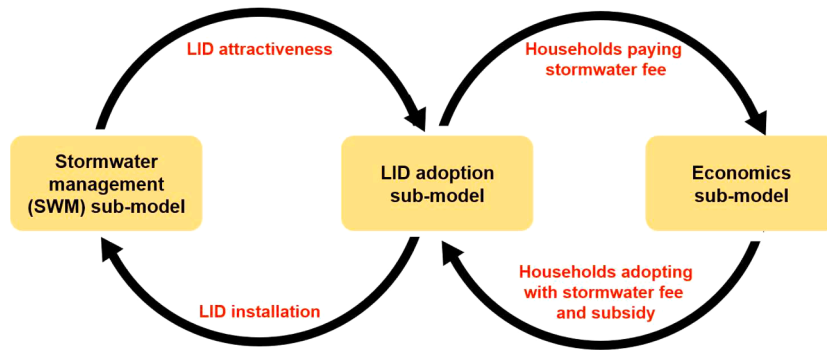 LID attractiveness
Households paying
stormwater fee
Stormwater
management
(SWM) sub-model
LID adoption
sub-model
Economics
sub-model
LID installation
Households adopting
with stormwater fee
and subsidy